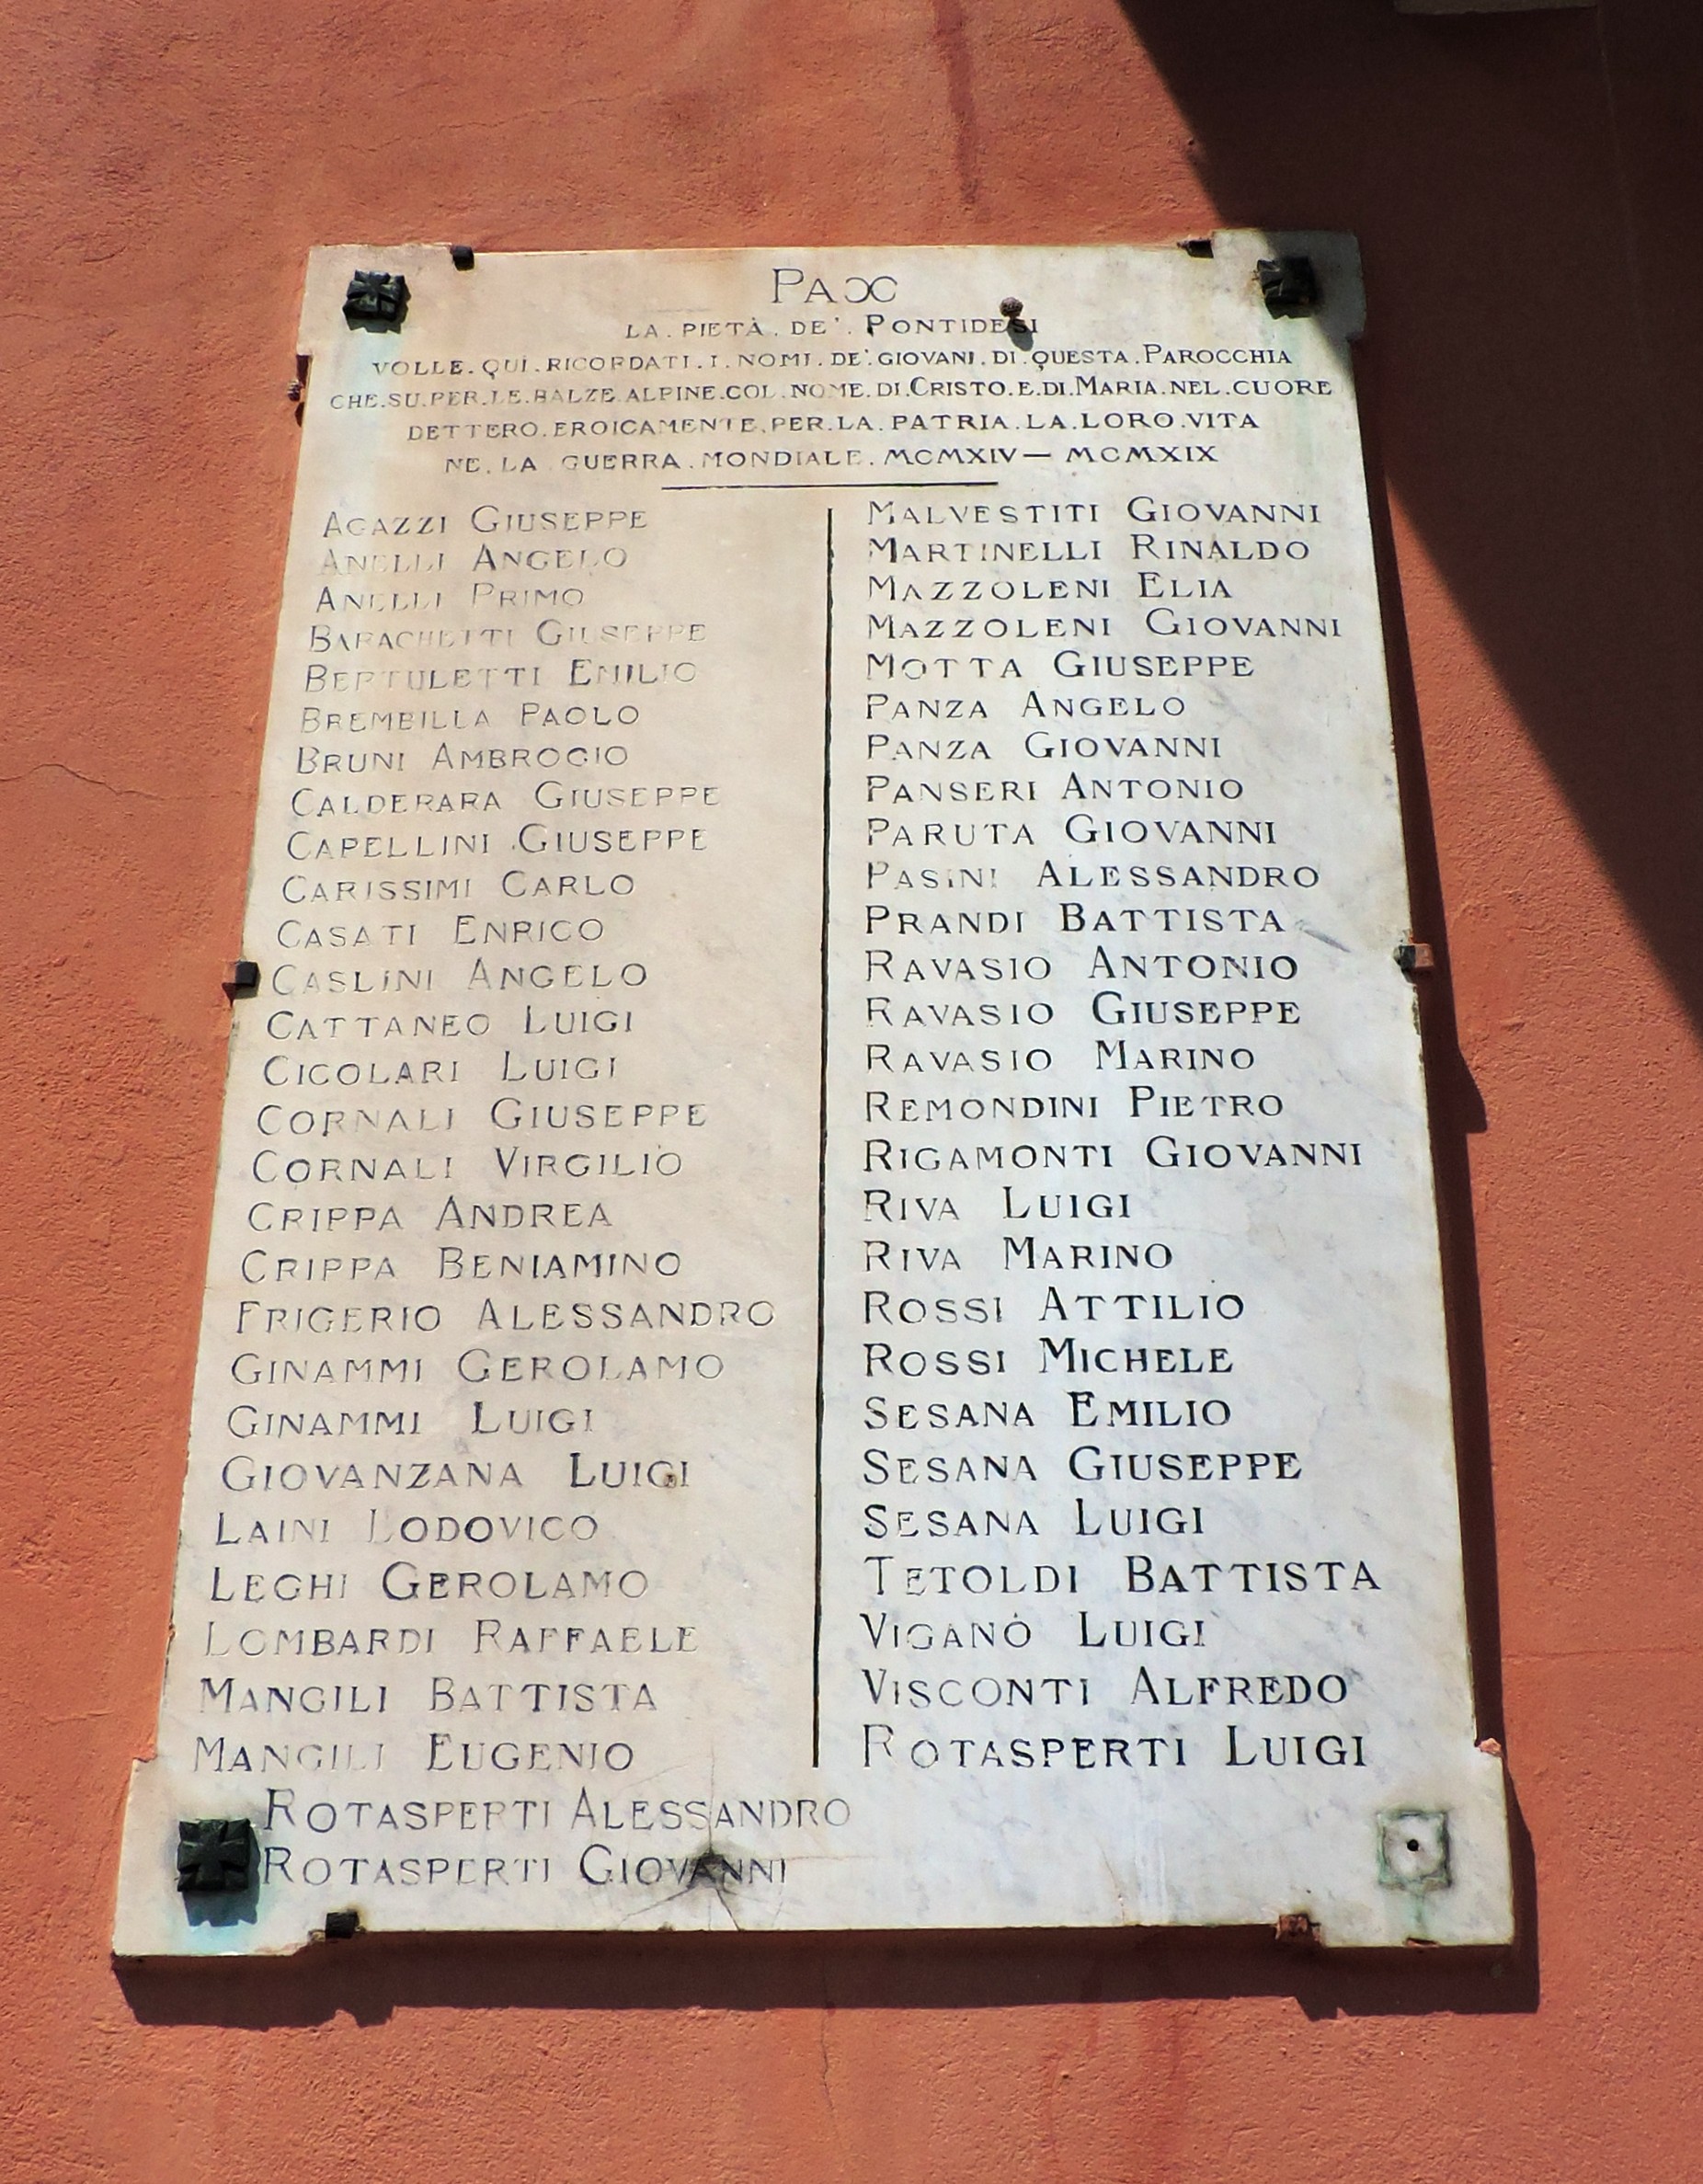 PAX
LA. PIETÀ. DE'. PONTIDESI
VOLLE. QUÌ. RICORDATI. I. NOMI. DE'. GIOVANI. DI. QUESTA. PAROCCHIA
CHE. SU. PER. LE. BALZE. ALPINE. COL. NOME. DI. CRISTO. E. DI. MARIA. NEL. CUORE
DETTERO. EROICAMENTE. PER. LA. PATRIA. LA. LORO. VITA
NE. LA GUERRA. MONDIALE. MCMXIV — MCMXIX
AGAZZI GIUSEPPE
ANELLI ANGELO
ANELLI PRIMO
BARACHETTI GIUSEPPE
BERTULETTI EMILIO
BREMBILLA PAOLO
BRUNI AMBROGIO
CALDERARA GIUSEPPE
CAPELLINI GIUSEPPE
CARISSIMI CARLO
CASATI ENRICO
CASLINI ANGELO
CATTANEO LUIGI
CICOLARI LUIGI
CORNALI GIUSEPPE
CORNALI VIRGILIO
CRIPPA ANDREA
CRIPPA BENIAMINO
FRIGERIO ALESSANDRO
GINAMMI GEROLAMO
GINAMMI LUIGI
GIOVANZANA LUIGI
LAINI LODOVICO
LEGHI GEROLAMO
LOMBARDI RAFFAELE
MANGILI BATTISTA
MANGILI EUGENIO
ROTASPERTI ALESSANDRO
ROTASPERTI GIOVANNI
MALVESTITI GIOVANNI
MARTINELLI RINALDO
MAZZOLENI ELIA
MAZZOLENI GIOVANNI
MOTTA GIUSEPPE
PANZA ANGELO
PANZA GIOVANNI
PANSERI ANTONIO
PARUTA GIOVANNI
PASINI ALESSANDRO
PRANDI BATTISTA
RAVASIO ANTONIO
RAVASIO GIUSEPPE
RAVASIO MARINO
REMONDINI PIETRO
RIGAMONTI GIOVANNI
RIVA LUIGI
RIVA MARINO
ROSSI ATTILIO
ROSSI MICHELE
SESANA EMILIO
SESANA GIUSEPPE
SESANA LUIGI
TETOLDI BATTISTA
VIGANÒ LUIGI
VISCONTI ALFREDO
ROTASPERTI LUIGI